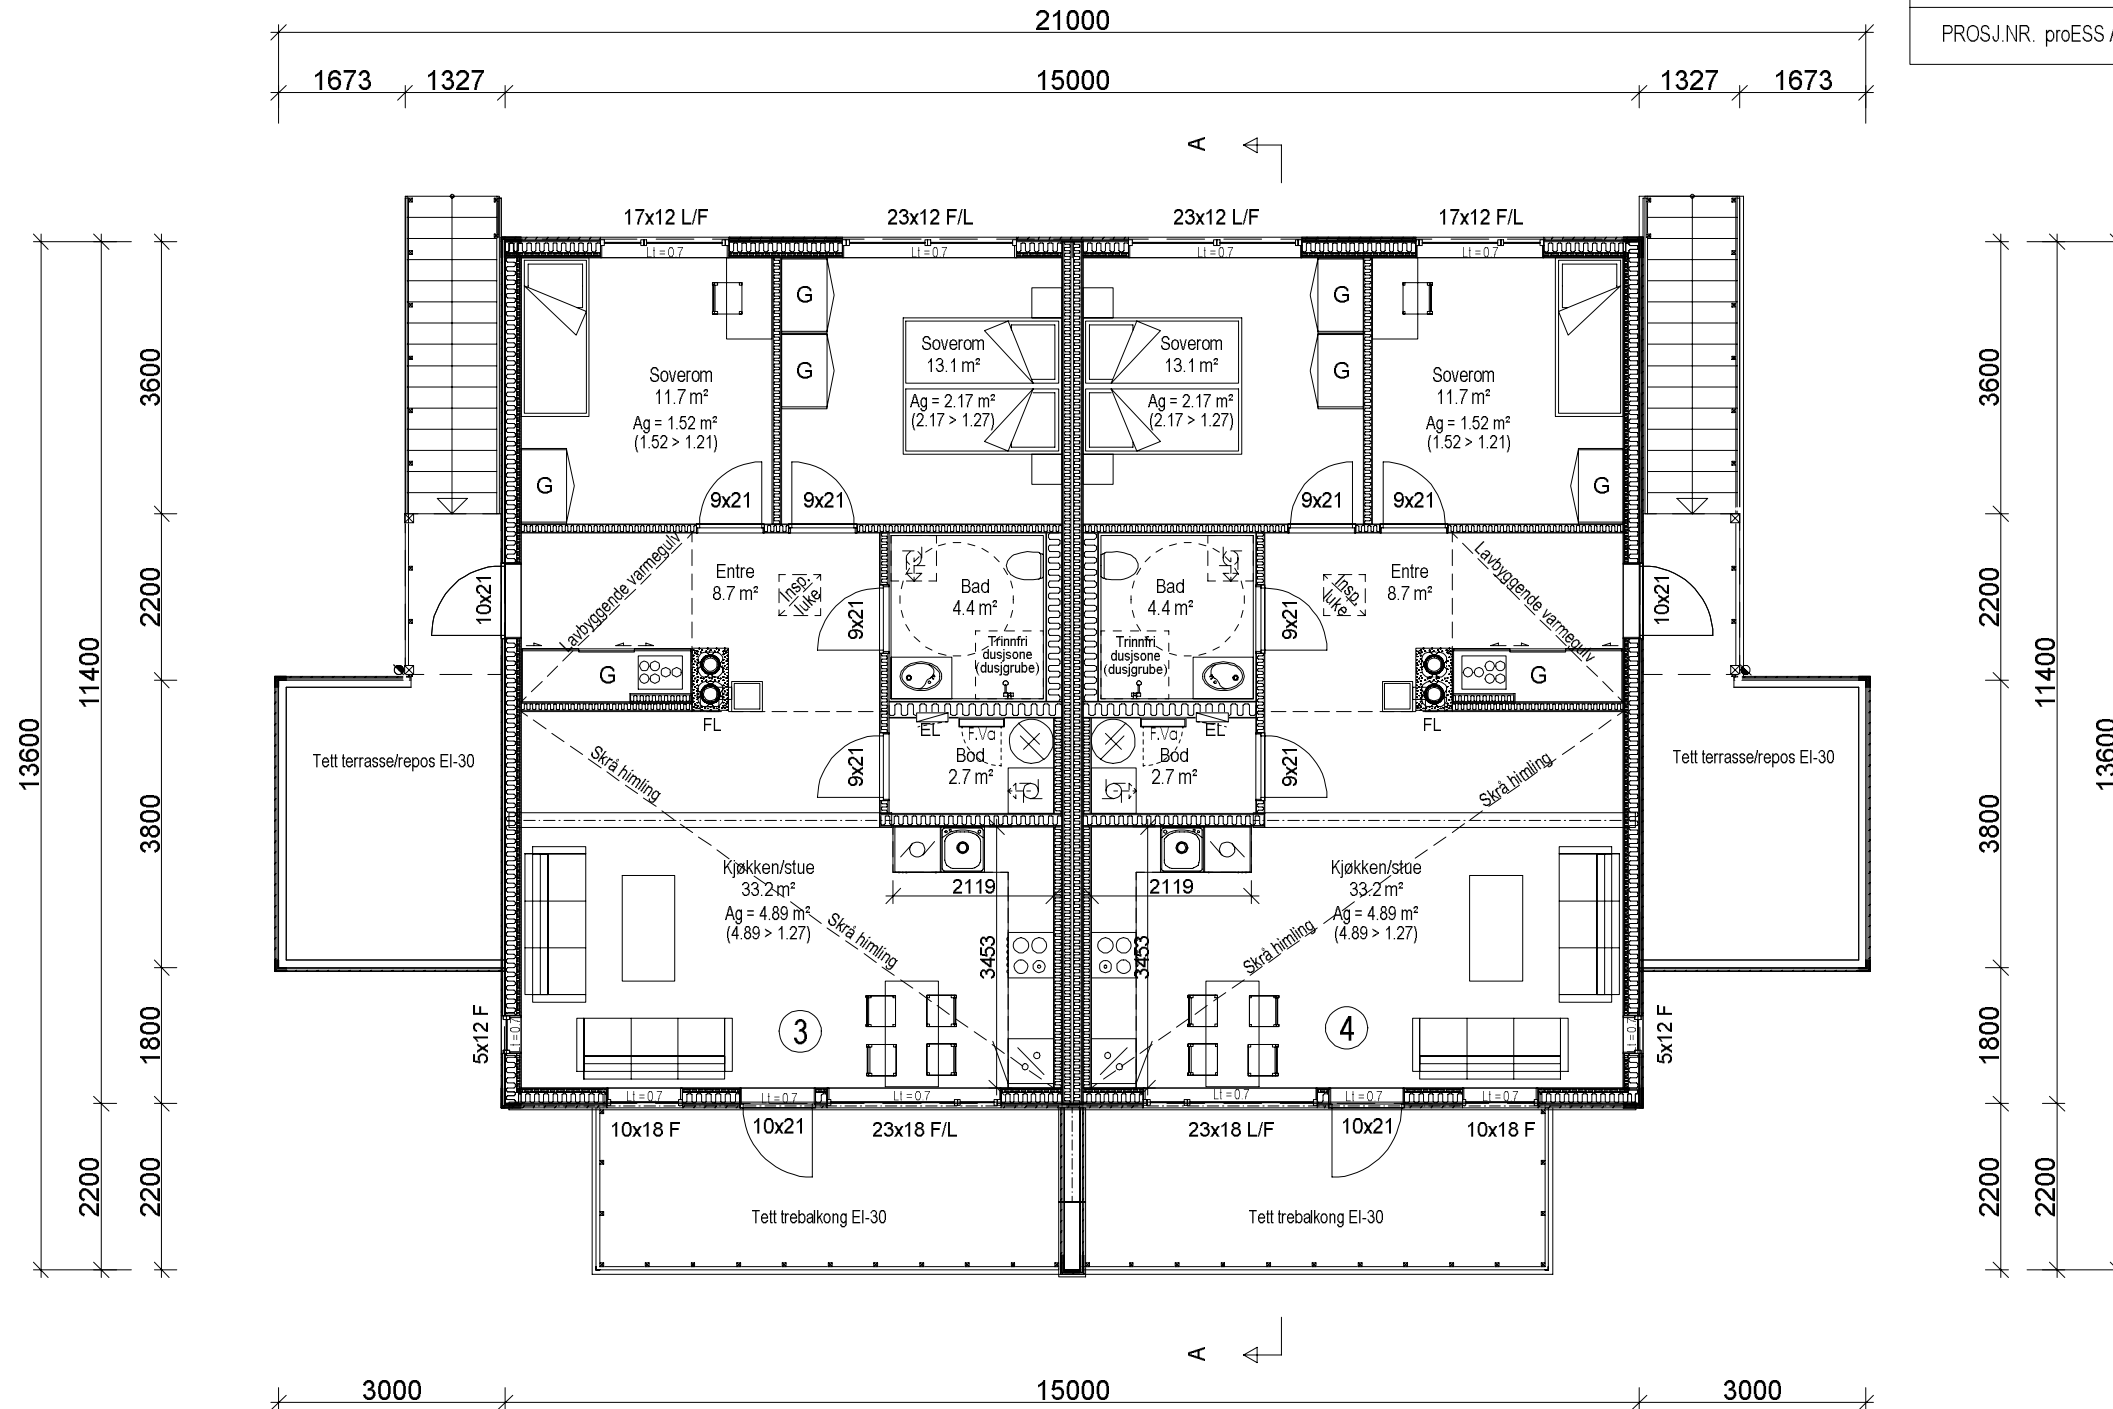 21000
PROSJ.NR. proESS
1673 1327 15000 1327 1673
A
17x12 L/F 23x12 F/L 23x12 L/F 17x12 F/L
Lt = 0.7 Lt = 0.7 Lt = 0.7 Lt = 0.7
G G
Soverom
13.1 m²
Soverom
13.1 m²
G G
Soverom
11.7 m²
Ag = 1.52 m²
(1.52 > 1.21)
Ag = 2.17 m²
(2.17 > 1.27)
Ag = 2.17 m²
(2.17 > 1.27)
Soverom
11.7 m²
Ag = 1.52 m²
(1.52 > 1.21)
3600
3600
G G
9x21 9x21 9x21 9x21
Lavbyggende varmegulv
Entre
8.7 m²
Insp.
luke
Bad
4.4 m²
Bad
4.4 m²
Insp.
luke
Entre
8.7 m²
Lavbyggende varmegulv
2200
10x21
9x21
9x21
10x21
2200
Trinnfri
dusjsone
(dusjgrube)
Trinnfri
dusjsone
(dusjgrube)
11400
11400
G G
FL EL EL FL
F.Va F.Va
13600
13600
Tett terrasse/repos EI-30
Skrå himling
9x21
Bod
2.7 m²
Bod
2.7 m²
9x21
Skrå himling
Tett terrasse/repos EI-30
3800
3800
Kjøkken/stue
33.2 m²
Ag = 4.89 m²
(4.89 > 1.27)
2119 2119
Kjøkken/stue
33.2 m²
Ag = 4.89 m²
(4.89 > 1.27)
Skrå himling
3453
3453
Skrå himling
1800
5x12 F
t = 0.7
3
4
t = 0.7
5x12 F
1800
Lt = 0.7 Lt = 0.7 Lt = 0.7 Lt = 0.7 Lt = 0.7 Lt = 0.7
10x18 F 10x21 23x18 F/L 23x18 L/F 10x21 10x18 F
2200
2200
2200
2200
Tett trebalkong EI-30
Tett trebalkong EI-30
A
3000 15000 3000